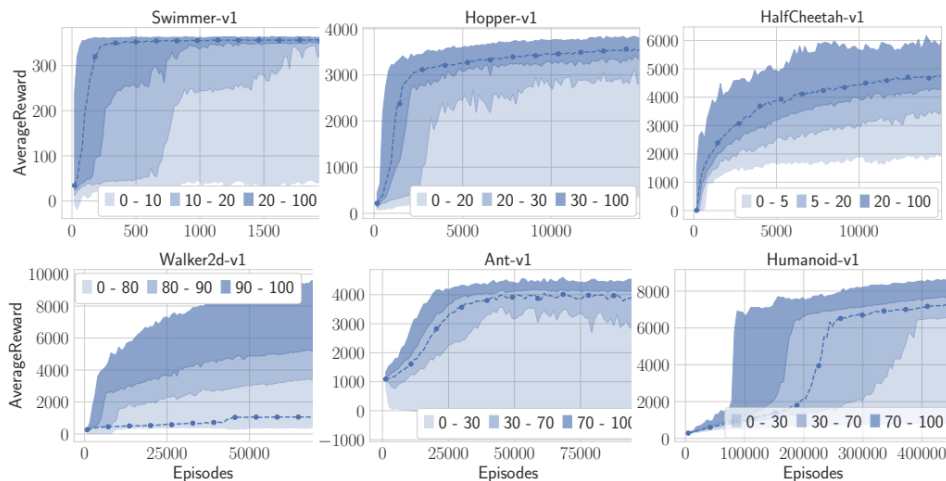 Swimmer-v1
Hopper-v1
HalfCheetah-v1
AverageReward
300
200
100
0
0 - 10
10 - 20
20 - 100
0
500
1000
1500
4000
3000
2000
1000
0
0 - 20
20 - 30
30 - 100
0
5000
10000
6000
5000
4000
3000
2000
1000
0
0 - 5
5 - 20
20 - 100
0
5000
10000
Walker2d-v1
Ant-v1
Humanoid-v1
AverageReward
10000
8000
6000
4000
2000
0
0 - 80
80 - 90
90 - 100
25000
50000
Episodes
4000
3000
2000
1000
0
−1000
0 - 30
30 - 70
70 - 100
0
25000
50000
75000
Episodes
8000
6000
4000
2000
0
0 - 30
30 - 70
70 - 100
100000
200000
300000
400000
Episodes